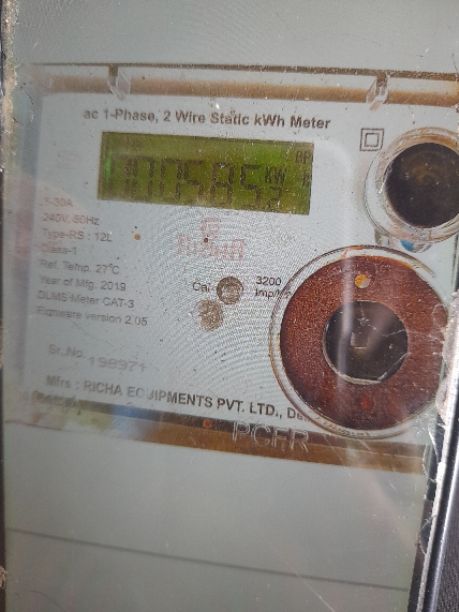 ac 1-Phase, 2 Wire Static kWh Meter
5-30A
240V, 50Hz
Type-RS : 12L
Class-1
Ref. Temp. 27°C
Year of Mfg. 2019
DLMS Meter CAT-3
Firmware version 2.05
Cal
3200
Imp/
Sr.No. 198971
Mfrs : RICHA EQUIPMENTS PVT. LTD., De